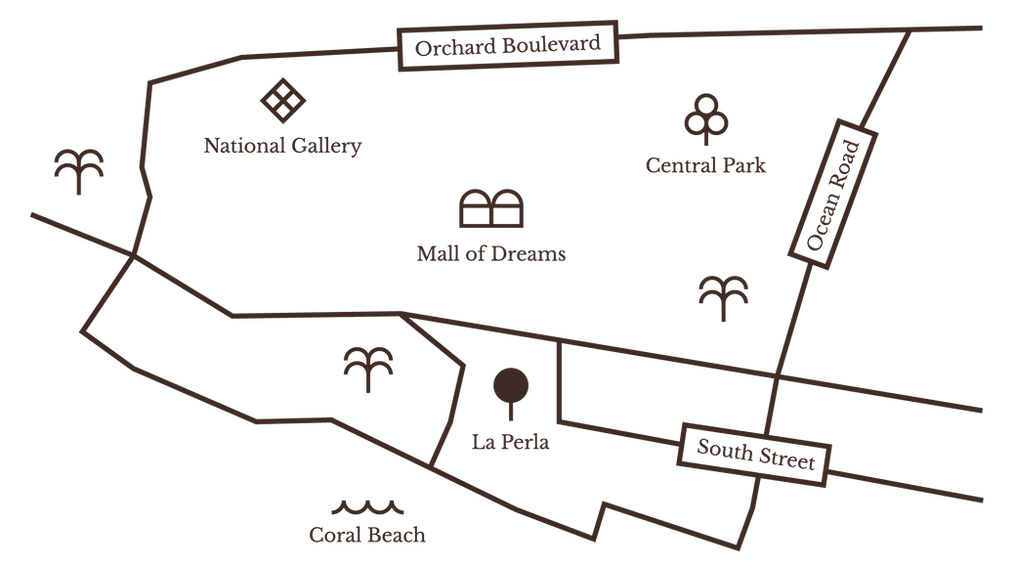 Orchard Boulevard
National Gallery
Central Park
Ocean Road
Mall of Dreams
La Perla
South Street
Coral Beach